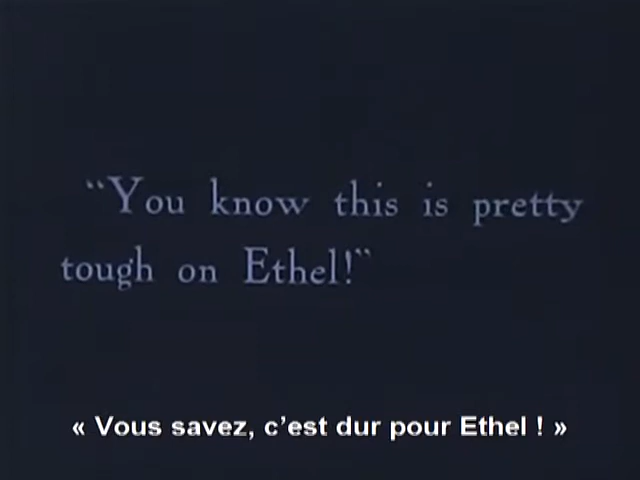 “You know this is pretty
tough on Ethel!”
« Vous savez, c’est dur pour Ethel ! »